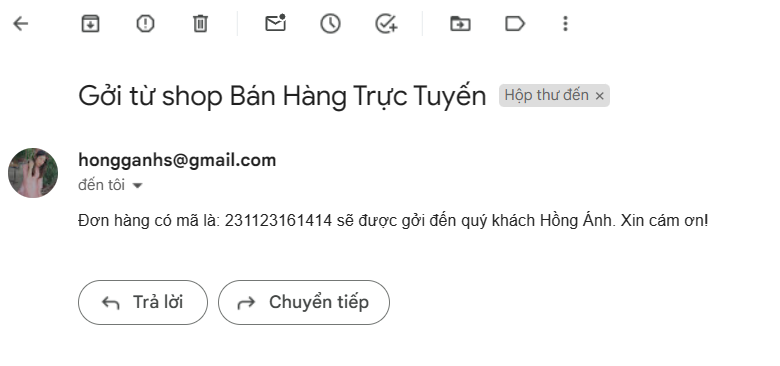 Gởi từ shop Bán Hàng Trực Tuyến Hộp thư đến ×
hongganhs@gmail.com
đến tôi
Đơn hàng có mã là: 231123161414 sẽ được gởi đến quý khách Hồng Ánh. Xin cám ơn!
Trả lời Chuyển tiếp